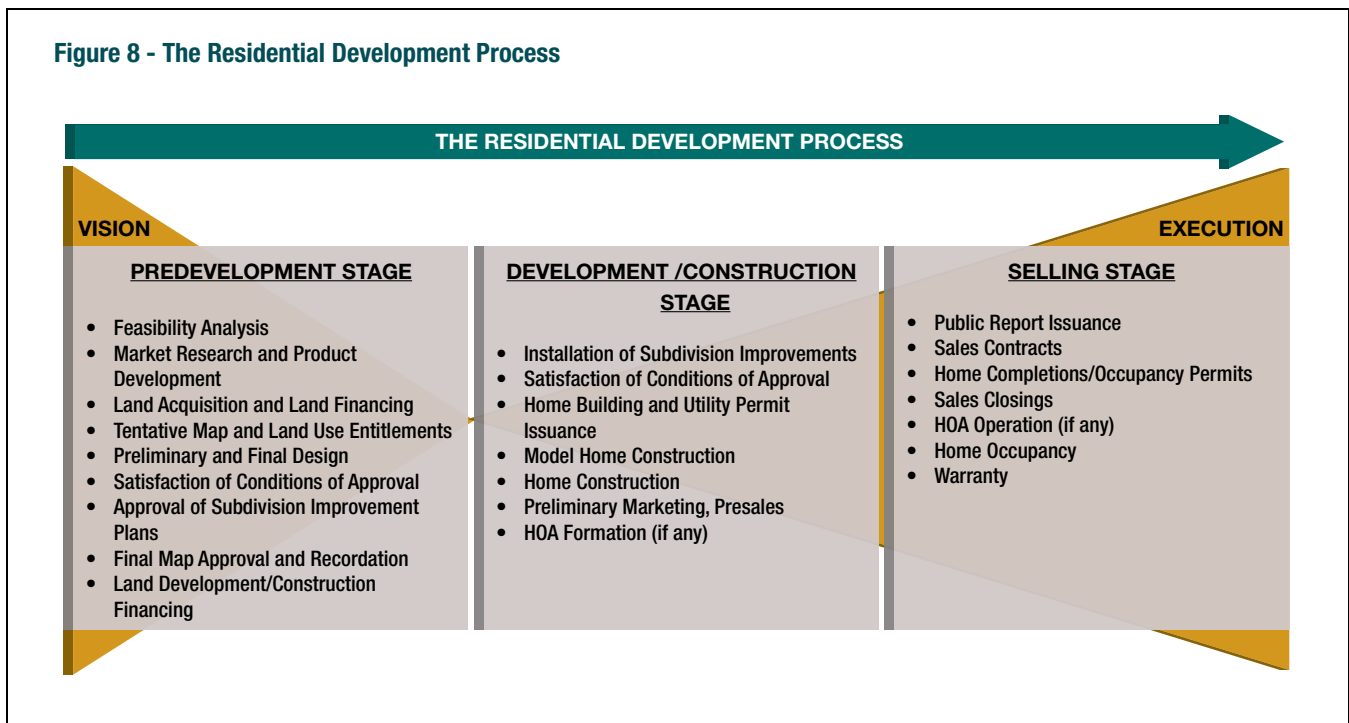 Figure 8 - The Residential Development Process
THE RESIDENTIAL DEVELOPMENT PROCESS
VISION
EXECUTION
PREDEVELOPMENT STAGE
• Feasibility Analysis
• Market Research and Product
Development
• Land Acquisition and Land Financing
• Tentative Map and Land Use Entitlements
• Preliminary and Final Design
• Satisfaction of Conditions of Approval
• Approval of Subdivision Improvement
Plans
• Final Map Approval and Recordation
• Land Development/Construction
Financing
DEVELOPMENT /CONSTRUCTION
STAGE
• Installation of Subdivision Improvements
• Satisfaction of Conditions of Approval
• Home Building and Utility Permit
Issuance
• Model Home Construction
• Home Construction
• Preliminary Marketing, Presales
• HOA Formation (if any)
SELLING STAGE
• Public Report Issuance
• Sales Contracts
• Home Completions/Occupancy Permits
• Sales Closings
• HOA Operation (if any)
• Home Occupancy
• Warranty